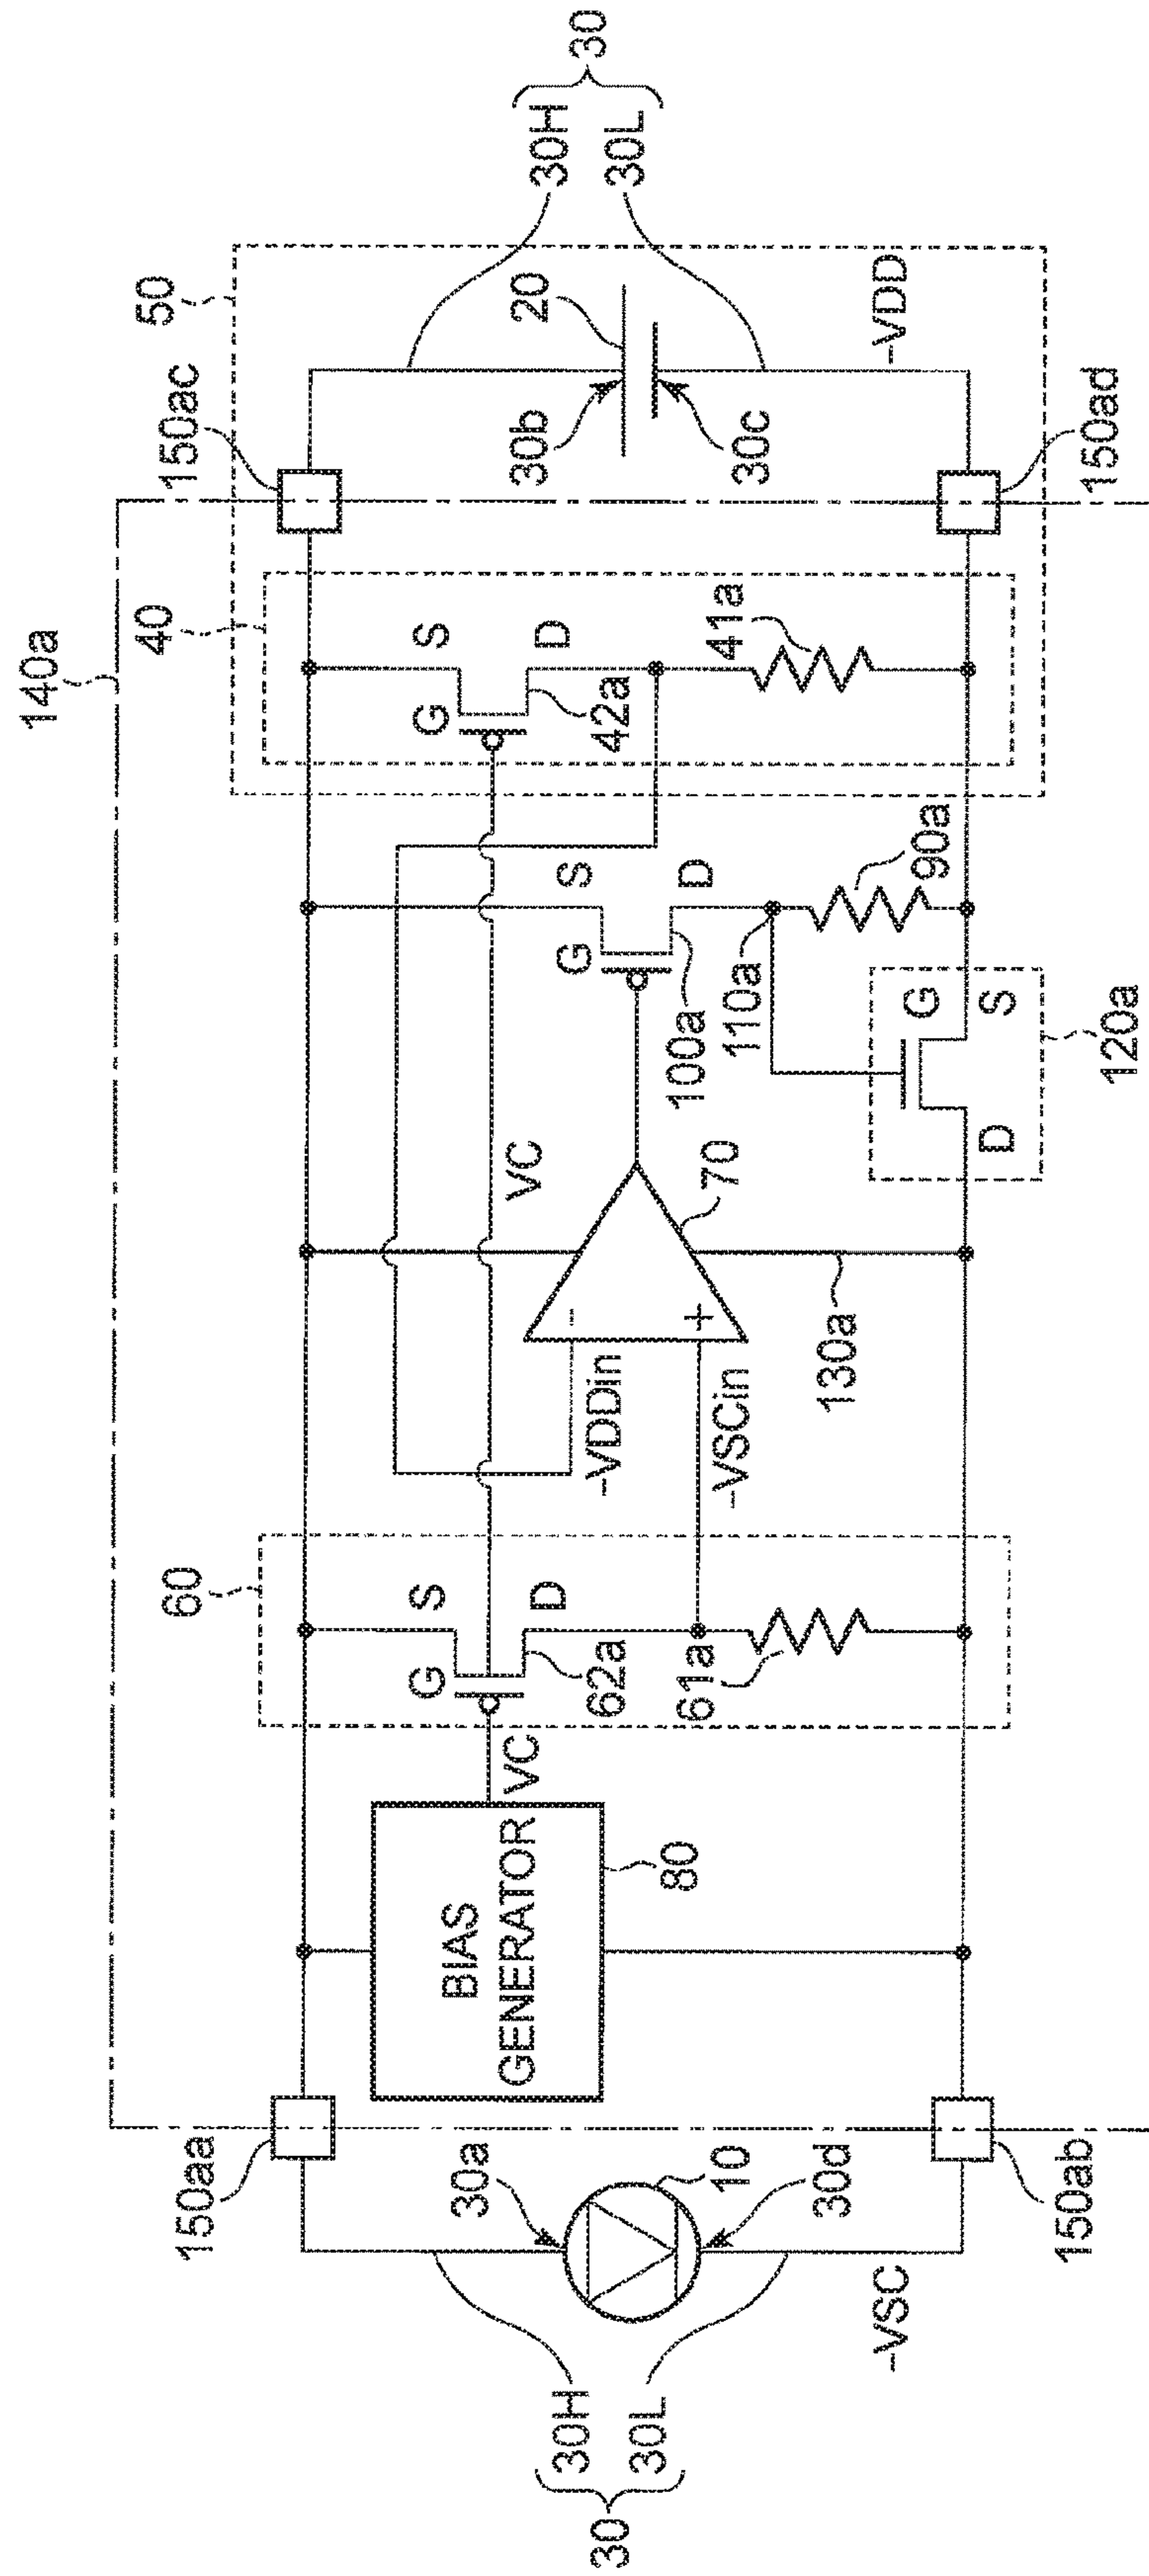 140a
50
150aa
60
40
150ac
30
30H
30L
30a
10
30d
BIAS
GENERATOR
80
VC
G
S
D
62a
61a
-VDDin
-VSCin
VC
70
130a
G
S
D
100a
110a
90a
G
S
D
120a
G
S
D
42a
41a
30b
20
30c
-VDD
30H
30L
30
-VSC
150ab
150ad